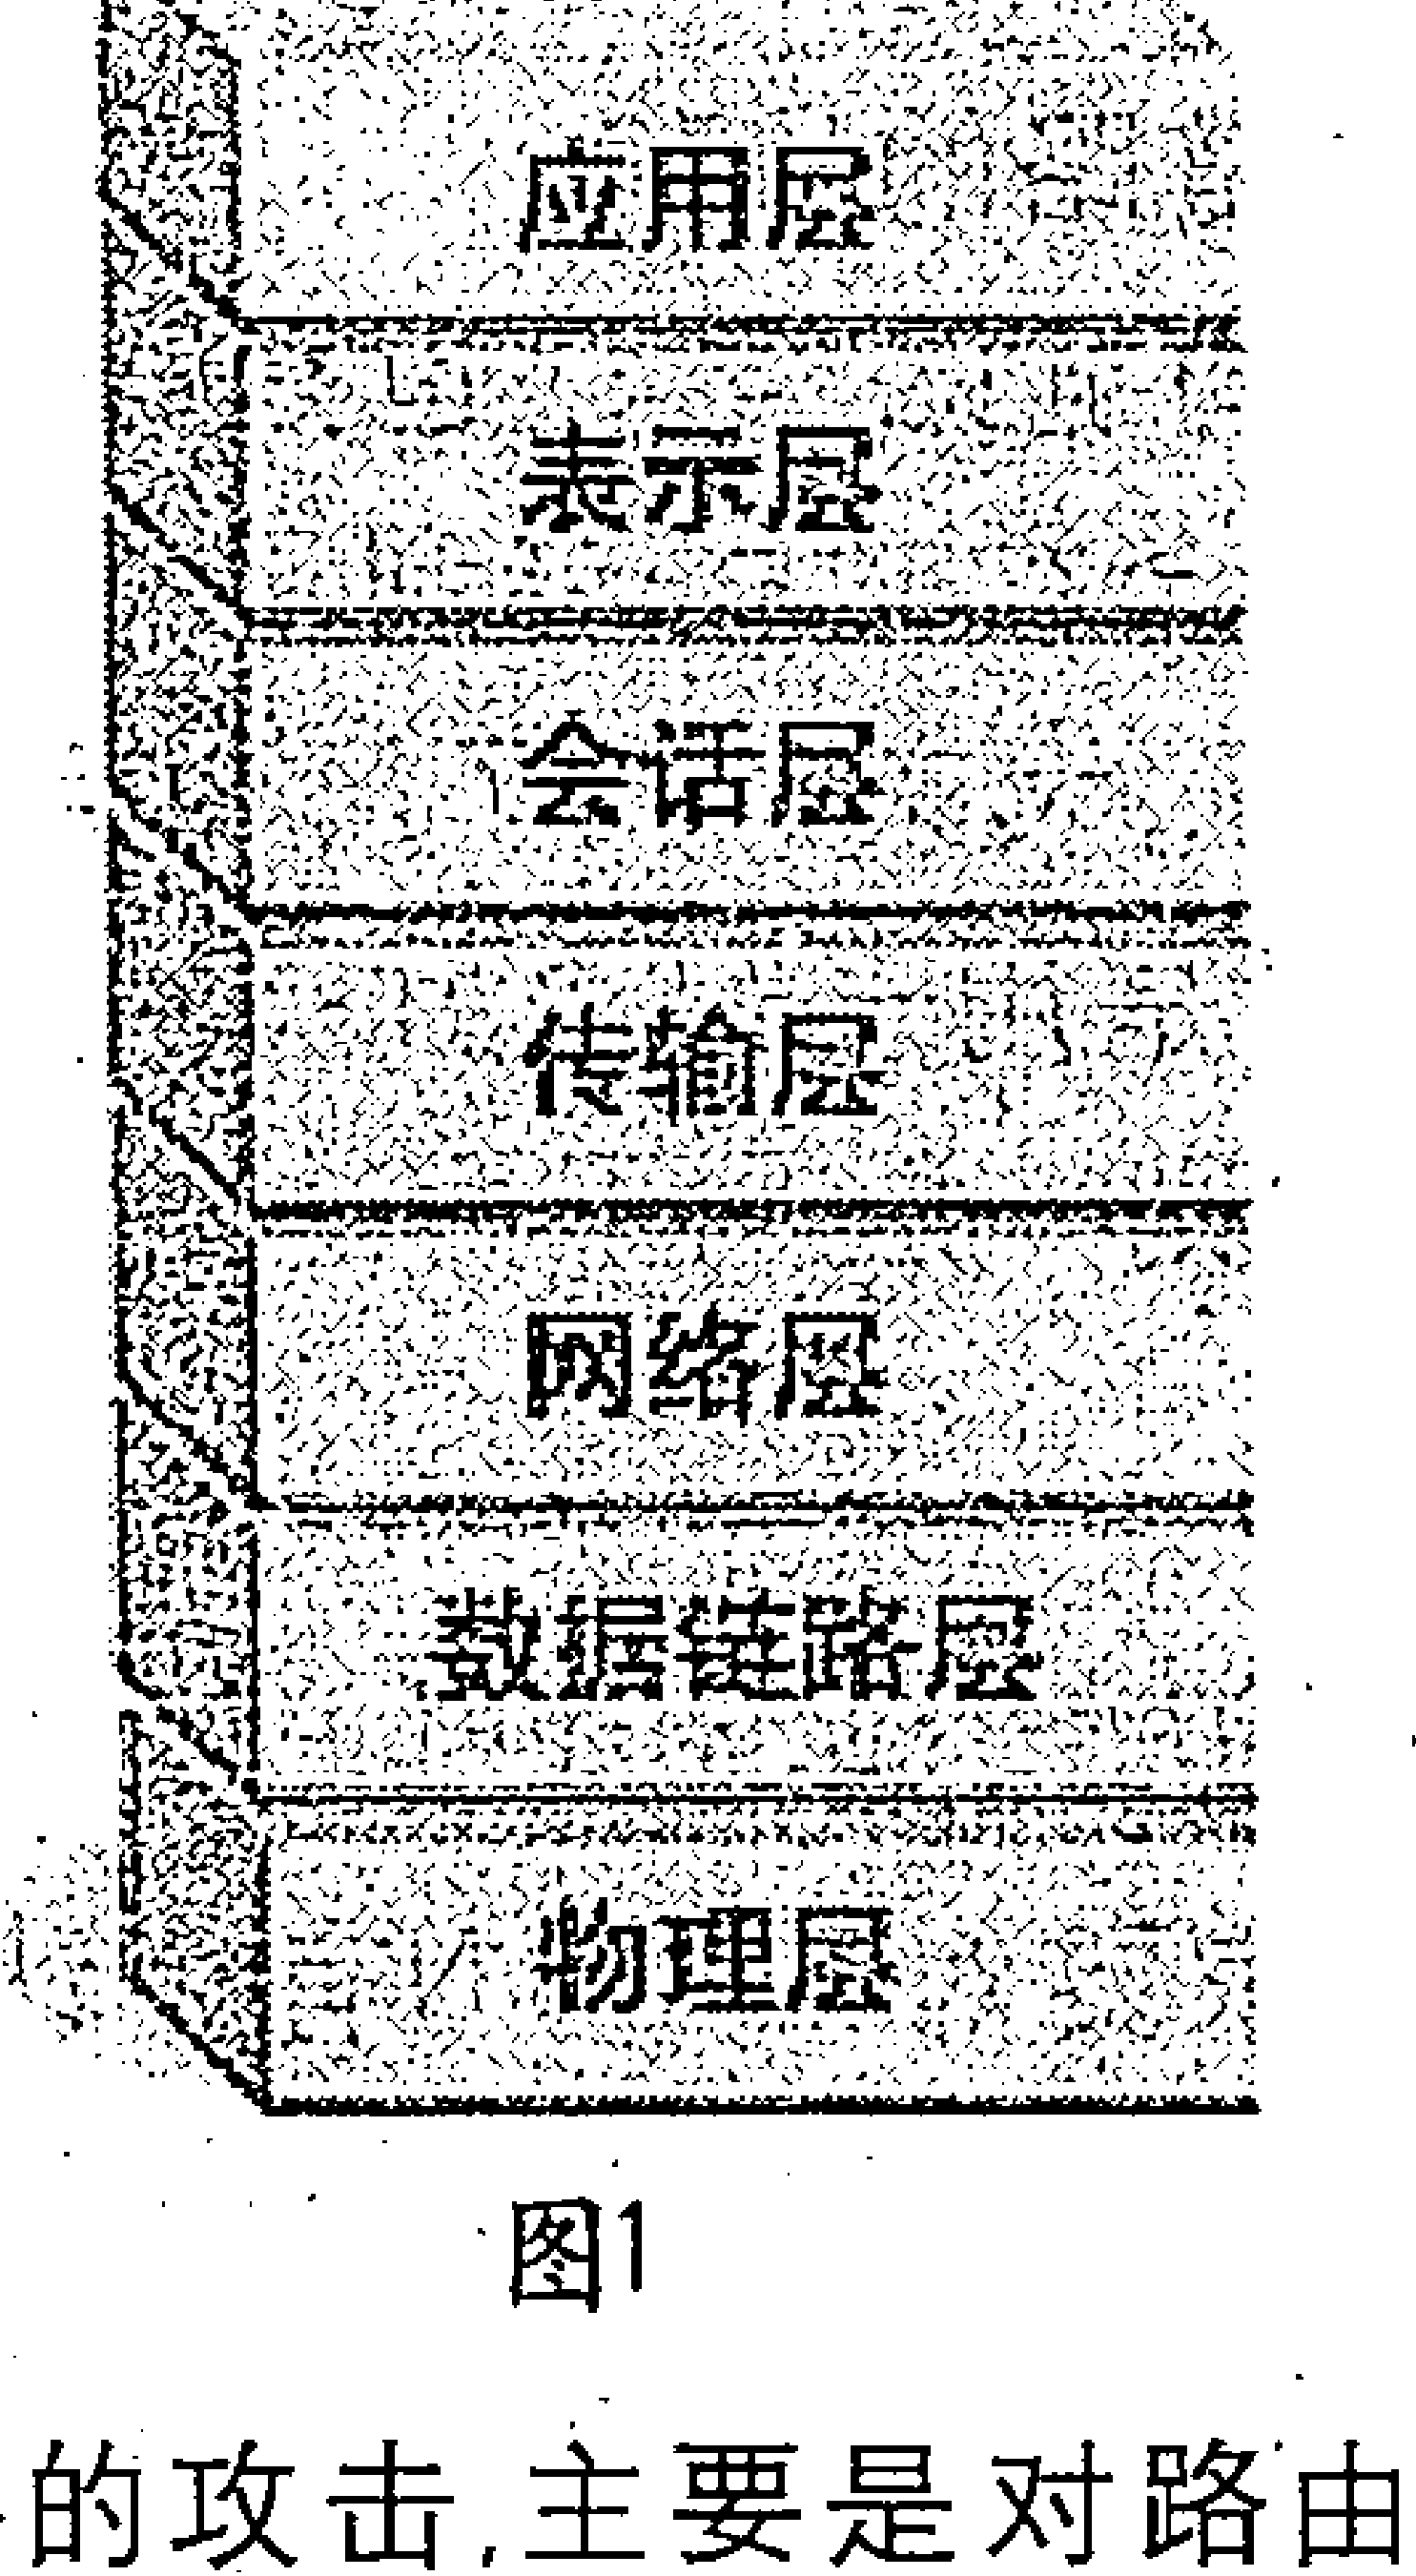 应用层
表示层
会话层
传输层
网络层
数据链路层
物理层
图1
的攻击,主要是对路由